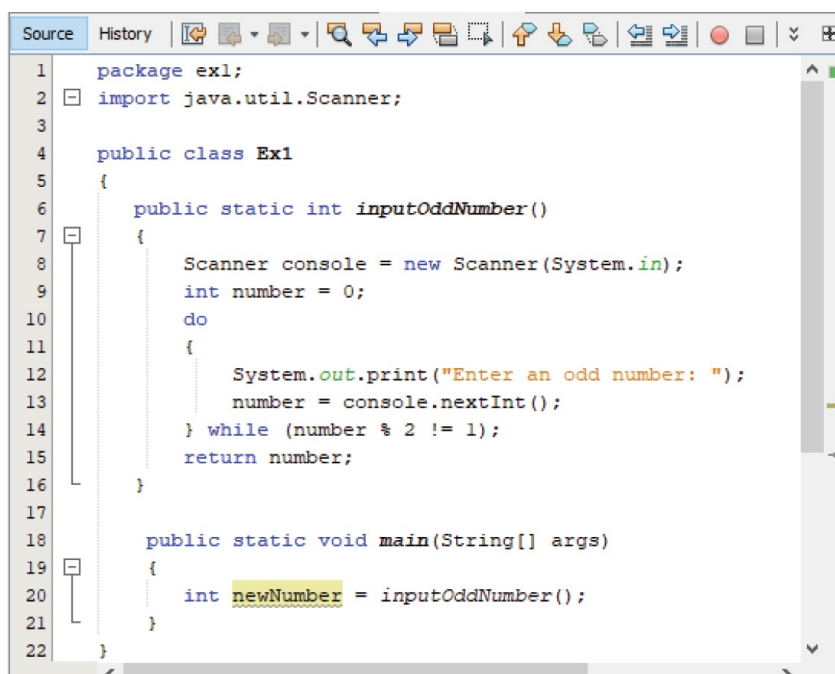 Source History
1 package ex1;
2 import java.util.Scanner;
3
4 public class Ex1
5 {
6 public static int inputOddNumber()
7 {
8 Scanner console = new Scanner(System.in);
9 int number = 0;
10 do
11 {
12 System.out.print("Enter an odd number: ");
13 number = console.nextInt();
14 } while (number % 2 != 1);
15 return number;
16 }
17
18 public static void main(String[] args)
19 {
20 int newNumber = inputOddNumber();
21 }
22 }